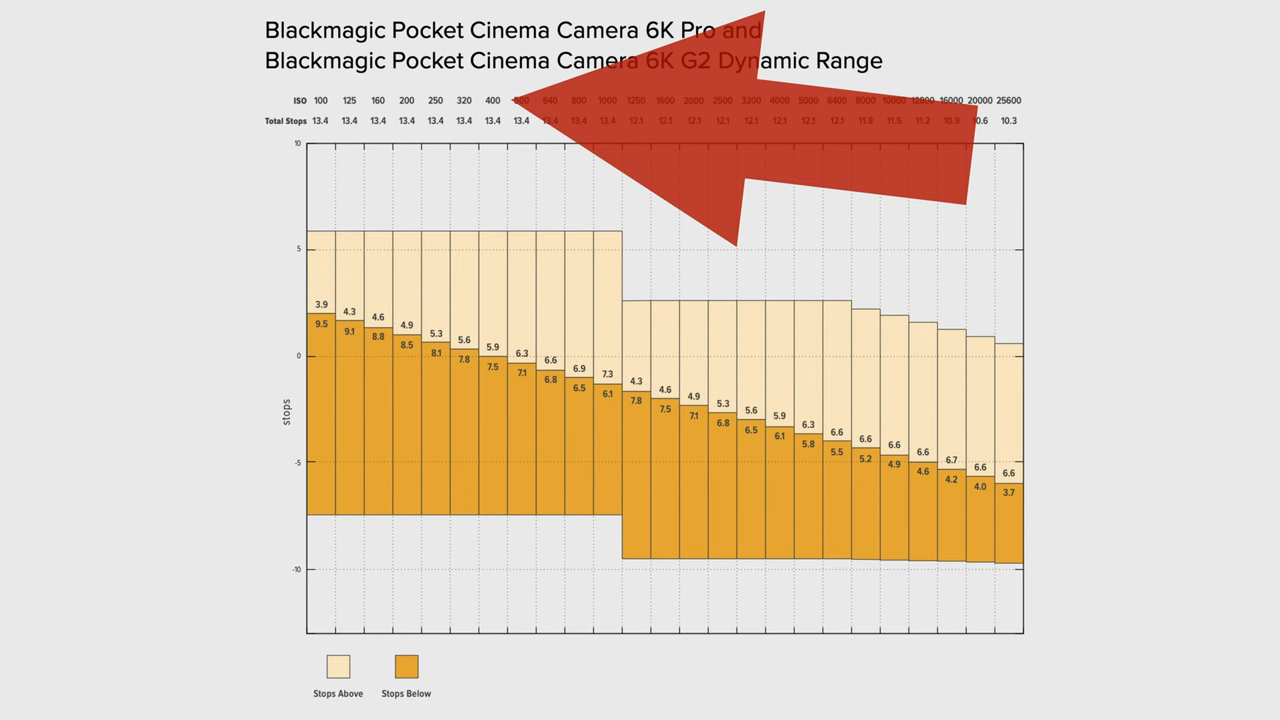 Blackmagic Pocket Cinema Camera 6K Pro and
Blackmagic Pocket Cinema Camera 6K G2 Dynamic Range
ISO 100 125 160 200 250 320 400 500 640 800 1000 1250 1600 2000 2500 3200 4000 5000 6400 8000 10000 12800 16000 20000 25600
Total Stops 13.4 13.4 13.4 13.4 13.4 13.4 13.4 13.4 13.4 13.4 13.4 12.1 12.1 12.1 12.1 12.1 12.1 12.1 12.1 11.8 11.5 11.2 10.9 10.6 10.3
10
5
0
-5
-10
stops
3.9 4.3 4.6 4.9 5.3 5.6 5.9 6.3 6.6 6.9 7.3 4.3 4.6 4.9 5.3 5.6 5.9 6.3 6.6 6.6 6.6 6.6 6.7 6.6 6.6
9.5 9.1 8.8 8.5 8.1 7.8 7.5 7.1 6.8 6.5 6.1 7.8 7.5 7.1 6.8 6.5 6.1 5.8 5.5 5.2 4.9 4.6 4.2 4.0 3.7
Stops Above Stops Below